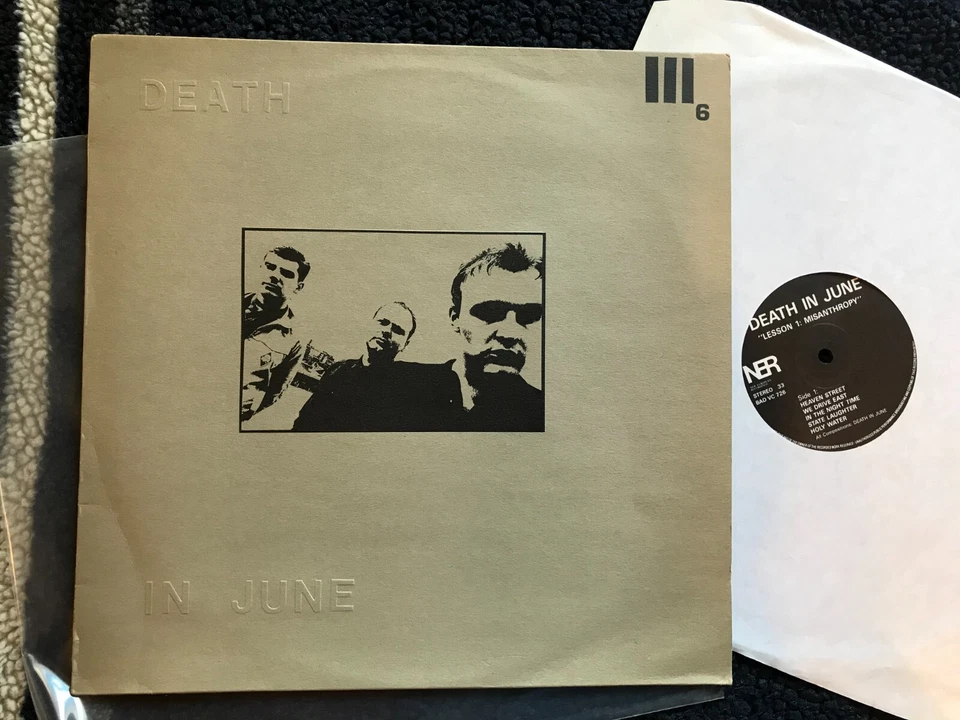 DEATH
III
6
IN JUNE
DEATH IN JUNE
"LESSON 1: MISANTHROPY"
NER
STEREO 33
BAD VC 726
Side 1:
HEAVEN STREET
WE DRIVE EAST
IN THE NIGHT TIME
STATE LAUGHTER
HOLY WATER
All Compositions: DEATH IN JUNE